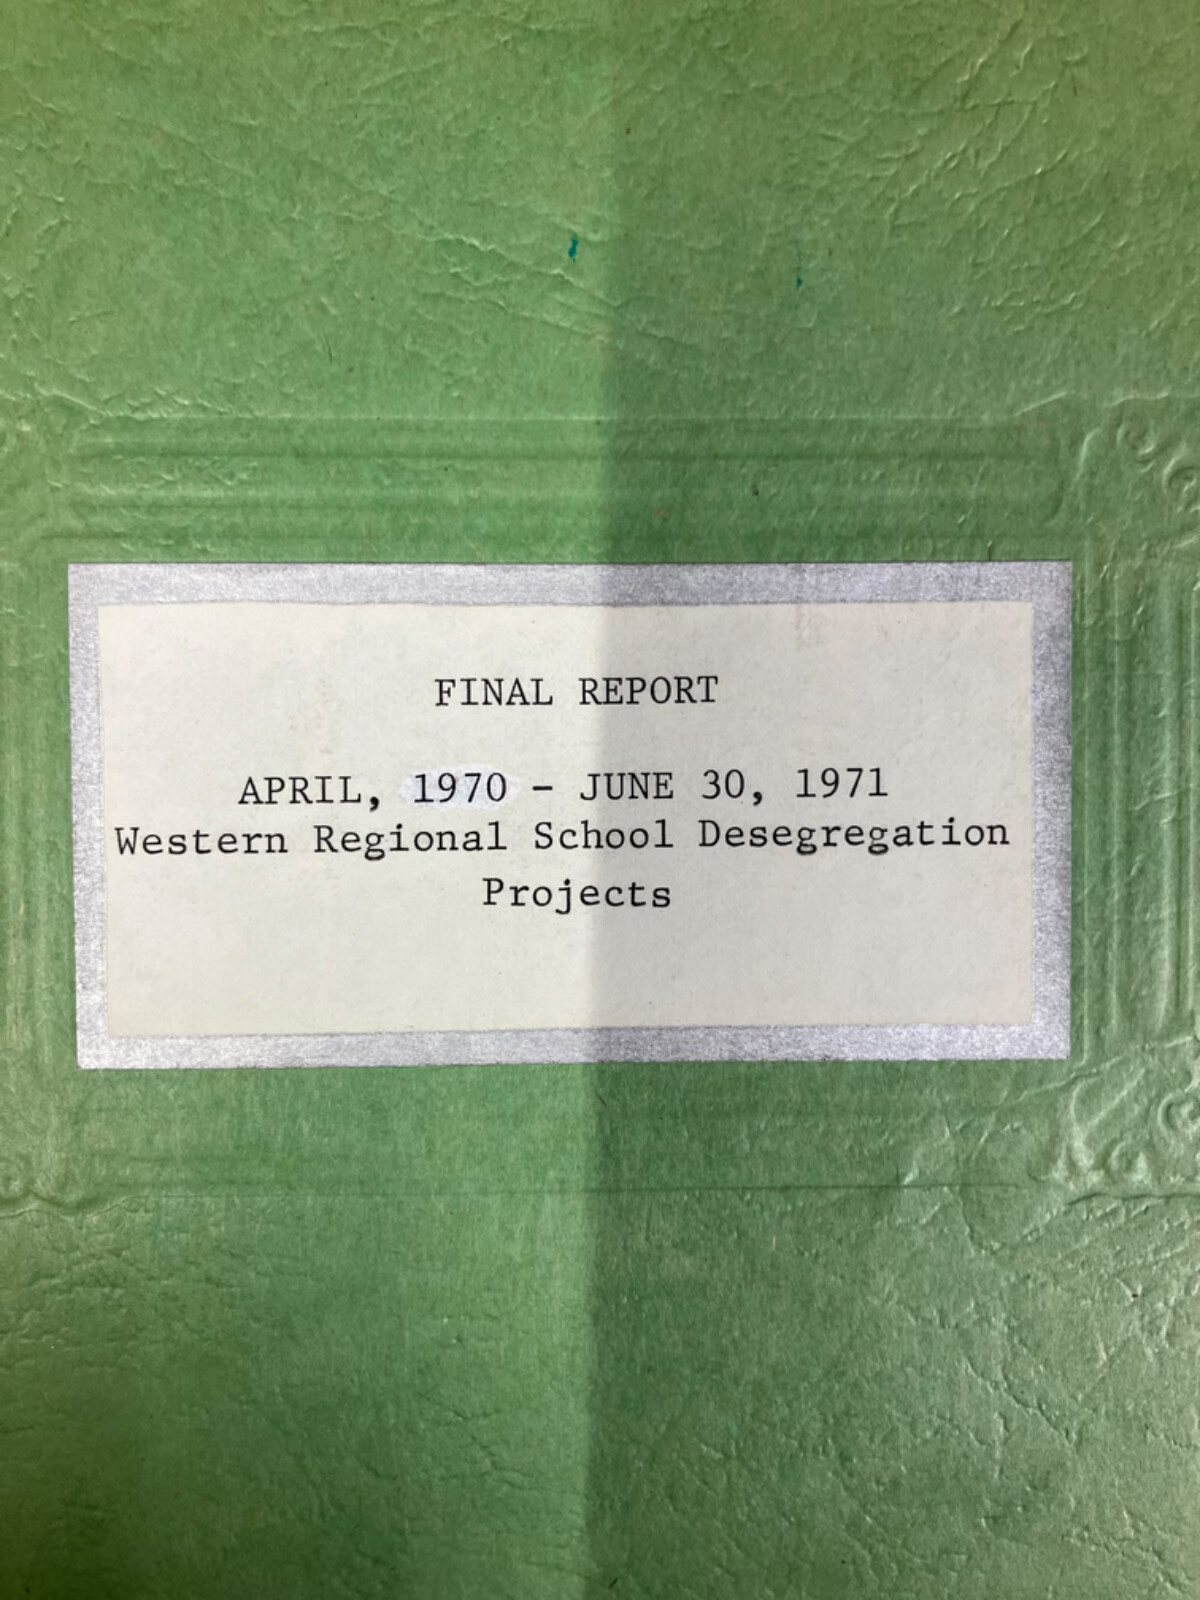 FINAL REPORT
APRIL, 1970 - JUNE 30, 1971
Western Regional School Desegregation
Projects